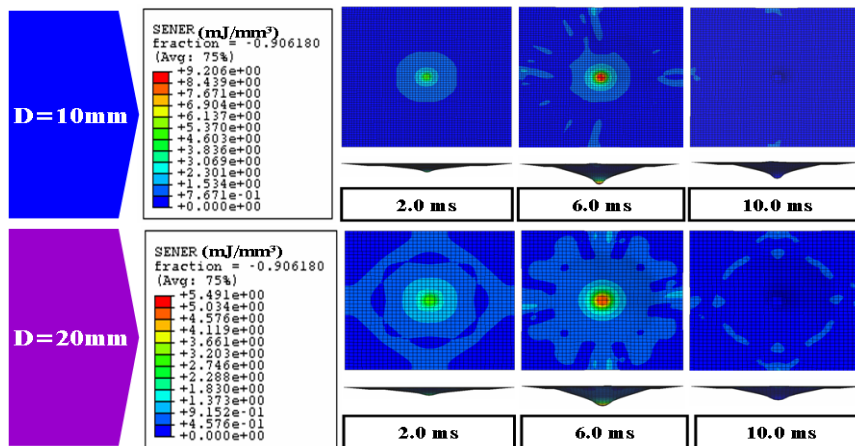 D=10mm
SENER (mJ/mm³)
fraction = -0.906180
(Avg: 75%)
+9.206e+00
+8.439e+00
+7.671e+00
+6.904e+00
+6.137e+00
+5.370e+00
+4.603e+00
+3.836e+00
+3.069e+00
+2.301e+00
+1.534e+00
+7.671e-01
+0.000e+00
2.0 ms
6.0 ms
10.0 ms
D=20mm
SENER (mJ/mm³)
fraction = -0.906180
(Avg: 75%)
+5.491e+00
+5.034e+00
+4.576e+00
+4.119e+00
+3.661e+00
+3.203e+00
+2.746e+00
+2.288e+00
+1.830e+00
+1.373e+00
+9.152e-01
+4.576e-01
+0.000e+00
2.0 ms
6.0 ms
10.0 ms